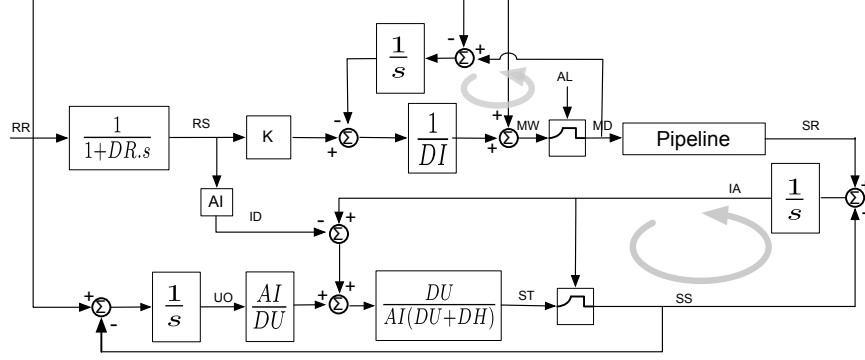 1
s
-
+
Σ
AL
RR
1
1+DR.s
RS
K
-
+
Σ
1
DI
+
+
Σ
MW
MD
Pipeline
SR
AI
ID
-
+
Σ
IA
1
s
Σ
+
Σ
-
1
s
UO
AI
DU
+
+
Σ
DU
AI(DU+DH)
ST
SS